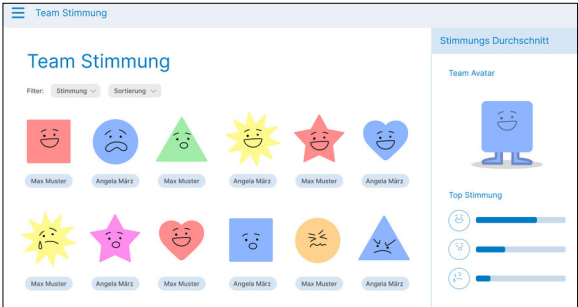 Team Stimmung
Stimmungs Durchschnitt
Team Stimmung
Team Avatar
Filter: Stimmung Sortierung
Max Muster Angela März Max Muster Angela März Max Muster Angela März
Top Stimmung
Max Muster Angela März Max Muster Angela März Max Muster Angela März